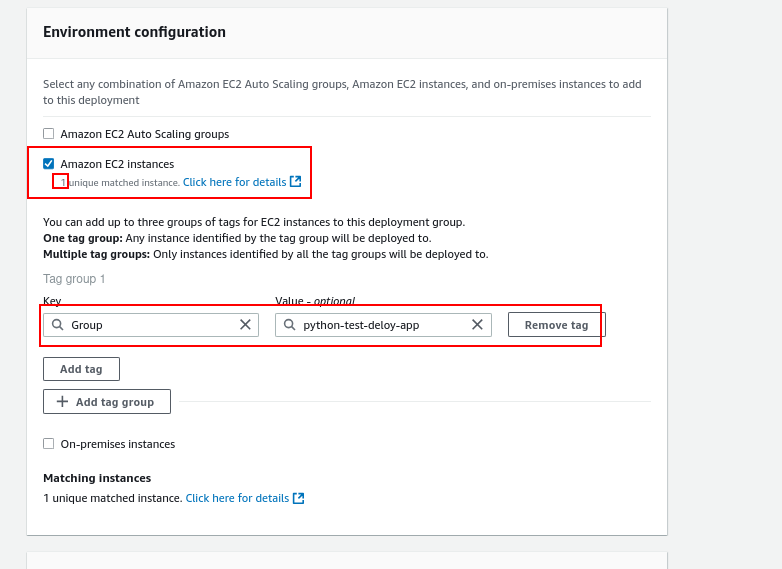 Environment configuration
Select any combination of Amazon EC2 Auto Scaling groups, Amazon EC2 instances, and on-premises instances to add
to this deployment
Amazon EC2 Auto Scaling groups
Amazon EC2 instances
1 unique matched instance. Click here for details
You can add up to three groups of tags for EC2 instances to this deployment group.
One tag group: Any instance identified by the tag group will be deployed to.
Multiple tag groups: Only instances identified by all the tag groups will be deployed to.
Tag group 1
Key Value - optional
Group python-test-deloy-app Remove tag
Add tag
Add tag group
On-premises instances
Matching instances
1 unique matched instance. Click here for details